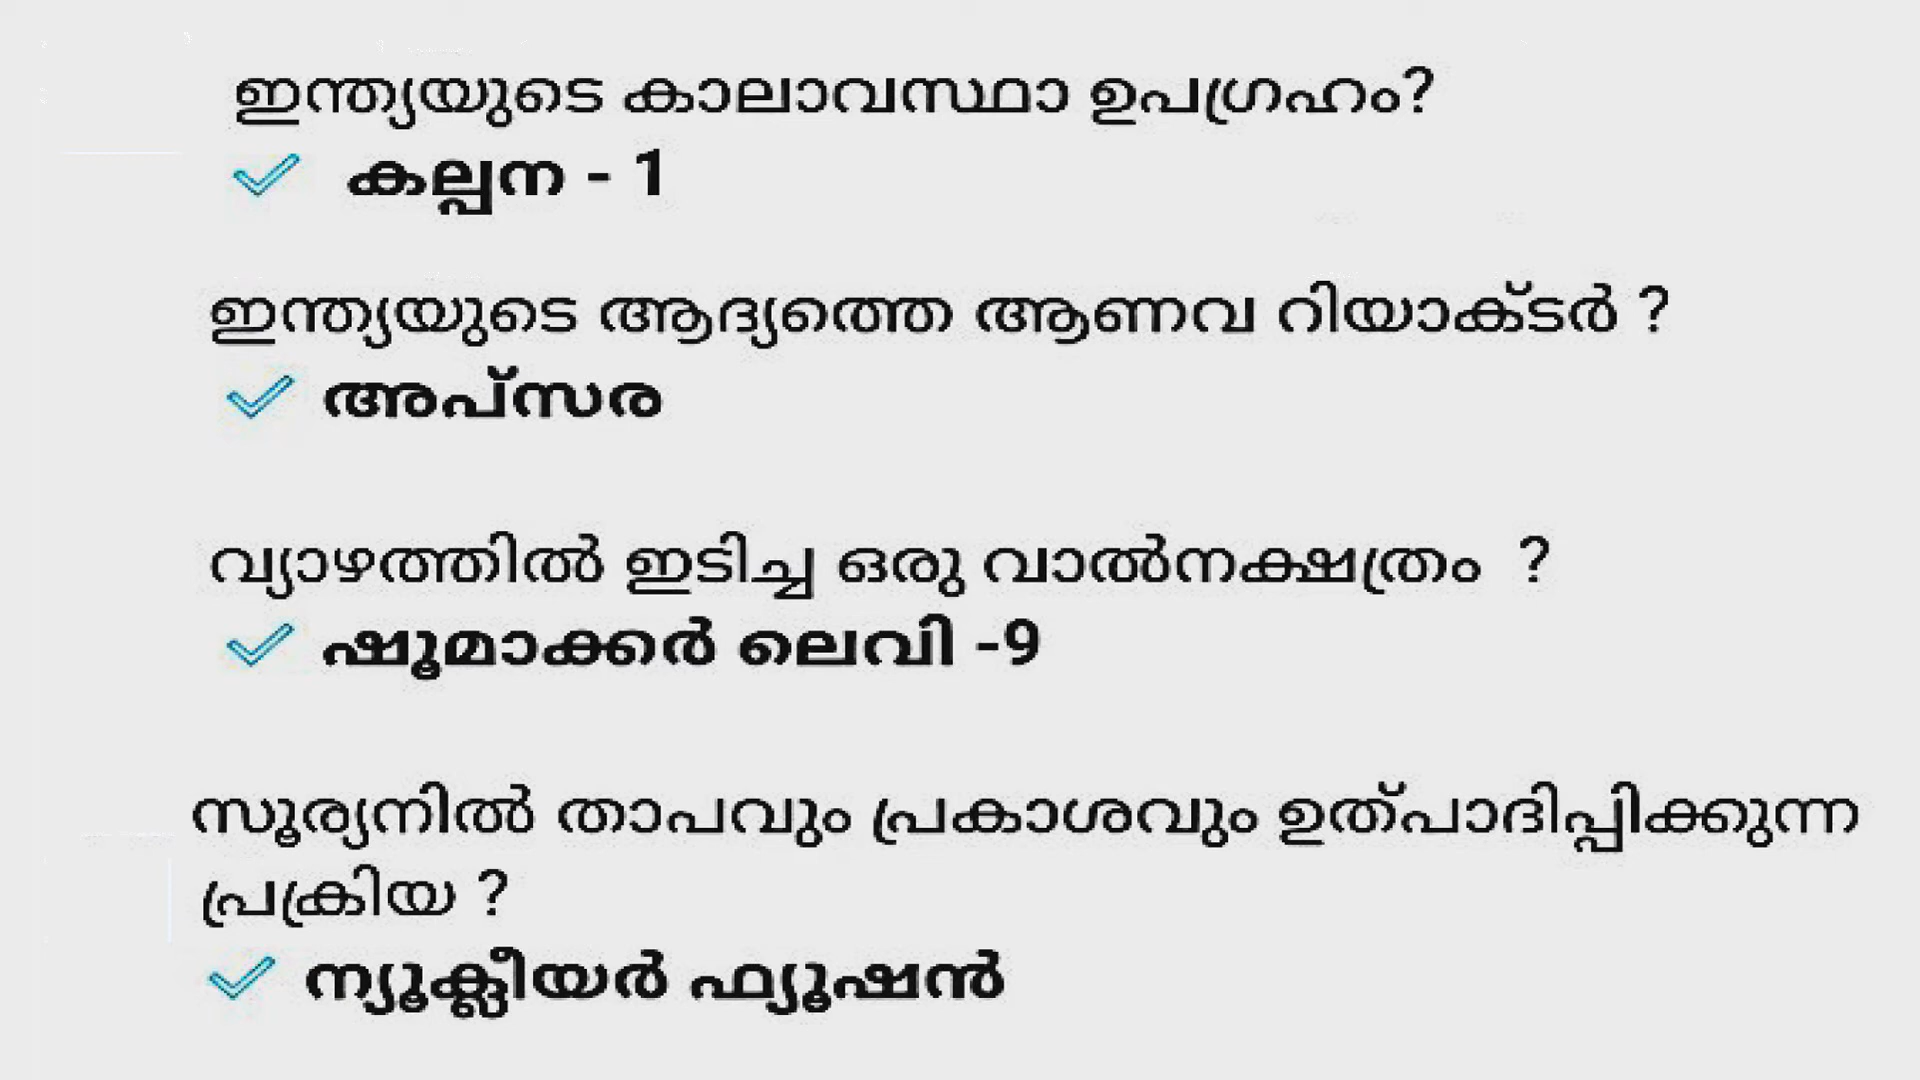 ഇന്ത്യയുടെ കാലാവസ്ഥാ ഉപഗ്രഹം?
✓ കല്പന - 1
ഇന്ത്യയുടെ ആദ്യത്തെ ആണവ റിയാക്ടർ ?
✓ അപ്സര
വ്യാഴത്തിൽ ഇടിച്ച ഒരു വാൽനക്ഷത്രം ?
✓ ഷൂമാക്കർ ലെവി -9
സൂര്യനിൽ താപവും പ്രകാശവും ഉത്പാദിപ്പിക്കുന്ന
പ്രക്രിയ ?
✓ ന്യൂക്ലീയർ ഫ്യൂഷൻ